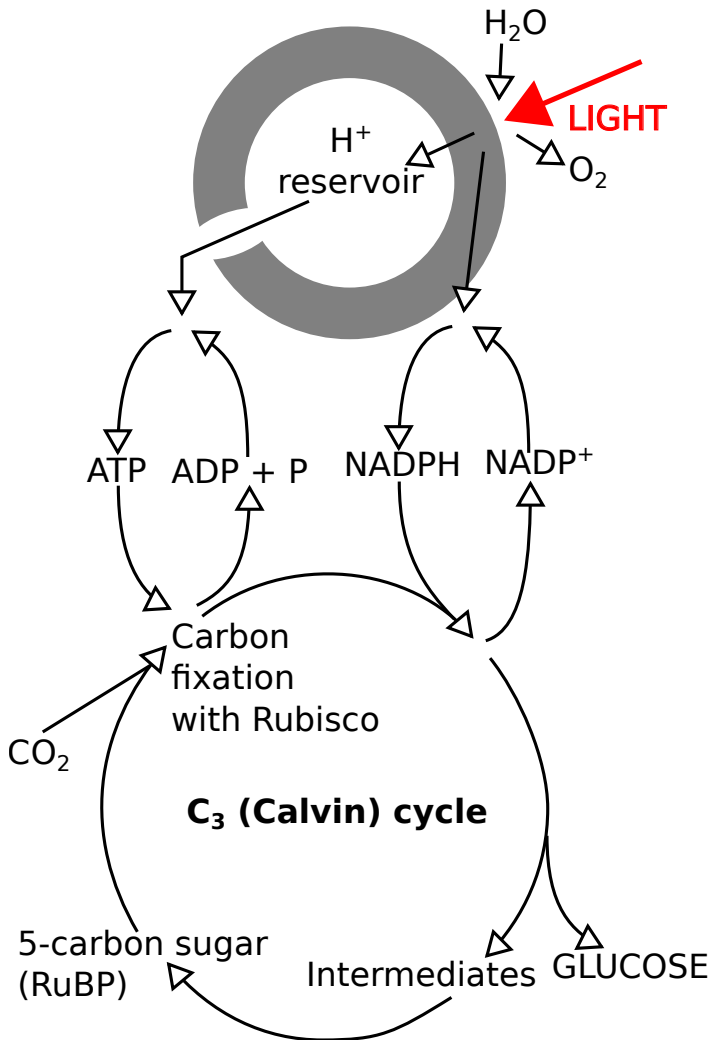 H₂O
LIGHT
H⁺
reservoir
O₂
ATP
ADP + P
NADPH
NADP⁺
Carbon
fixation
with Rubisco
CO₂
C₃ (Calvin) cycle
5-carbon sugar
(RuBP)
Intermediates
GLUCOSE